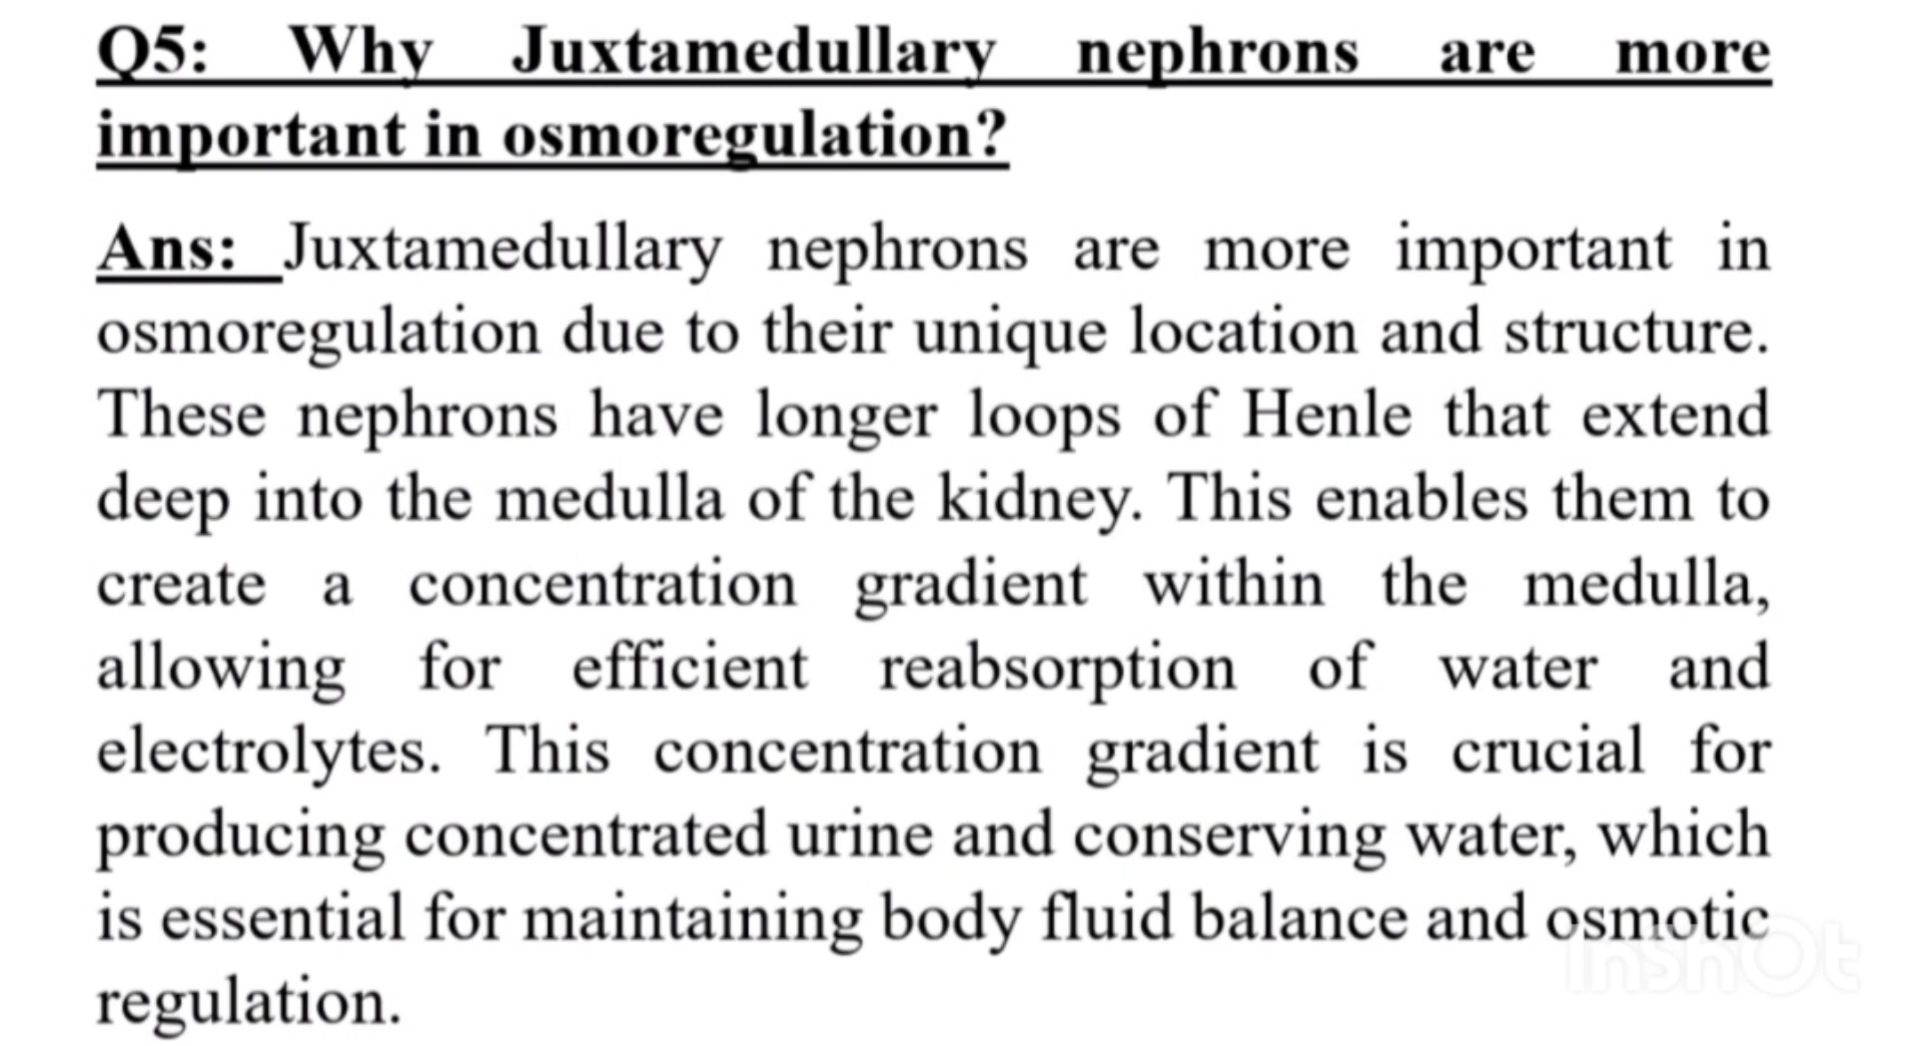 Q5: Why Juxtamedullary nephrons are more
important in osmoregulation?
Ans: Juxtamedullary nephrons are more important in
osmoregulation due to their unique location and structure.
These nephrons have longer loops of Henle that extend
deep into the medulla of the kidney. This enables them to
create a concentration gradient within the medulla,
allowing for efficient reabsorption of water and
electrolytes. This concentration gradient is crucial for
producing concentrated urine and conserving water, which
is essential for maintaining body fluid balance and osmotic
regulation.
InShOt